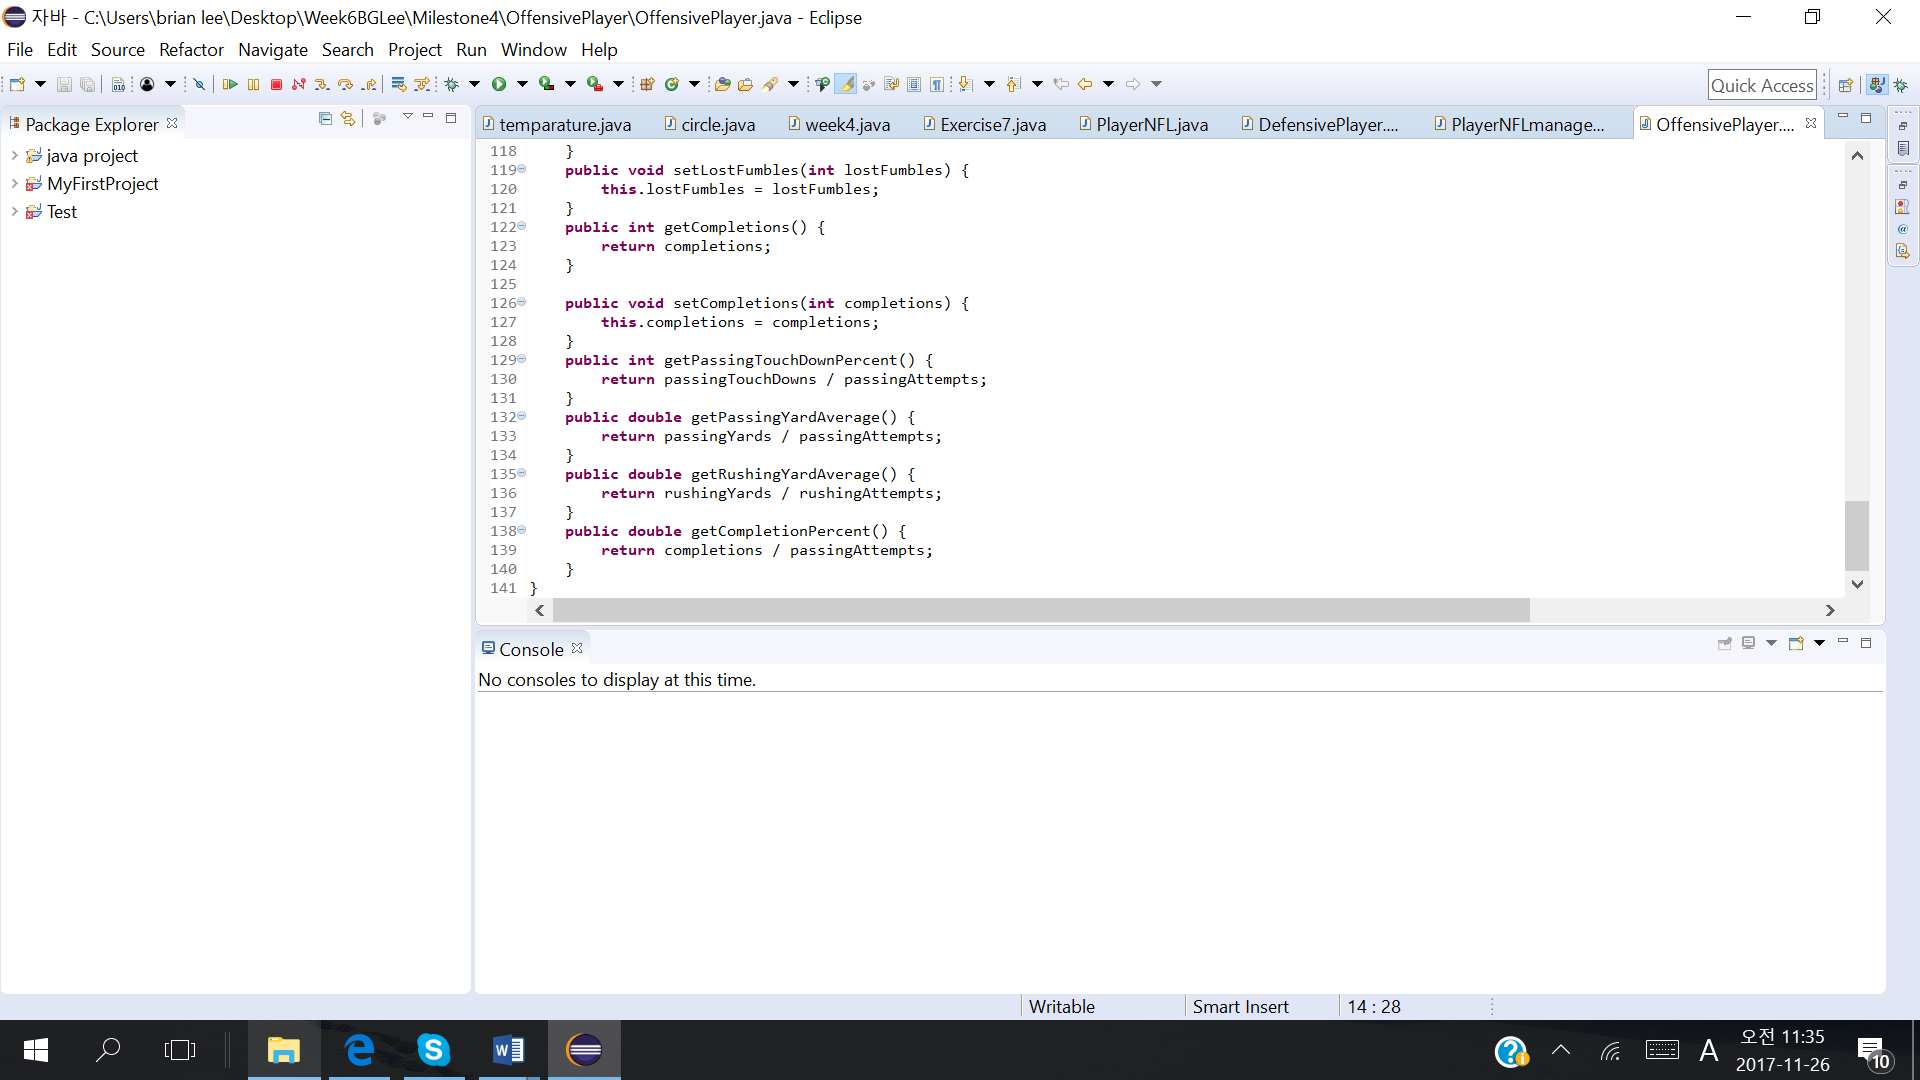 자바 - C:\Users\brian lee\Desktop\Week6BGLee\Milestone4\OffensivePlayer\OffensivePlayer.java - Eclipse
File Edit Source Refactor Navigate Search Project Run Window Help
Quick Access
Package Explorer
java project
MyFirstProject
Test
temparature.java circle.java week4.java Exercise7.java PlayerNFL.java DefensivePlayer.... PlayerNFLmanage... OffensivePlayer....
118 }
119 public void setLostFumbles(int lostFumbles) {
120 this.lostFumbles = lostFumbles;
121 }
122 public int getCompletions() {
123 return completions;
124 }
125
126 public void setCompletions(int completions) {
127 this.completions = completions;
128 }
129 public int getPassingTouchDownPercent() {
130 return passingTouchDowns / passingAttempts;
131 }
132 public double getPassingYardAverage() {
133 return passingYards / passingAttempts;
134 }
135 public double getRushingYardAverage() {
136 return rushingYards / rushingAttempts;
137 }
138 public double getCompletionPercent() {
139 return completions / passingAttempts;
140 }
141 }
Console
No consoles to display at this time.
Writable Smart Insert 14 : 28
A 오전 11:35
2017-11-26
10